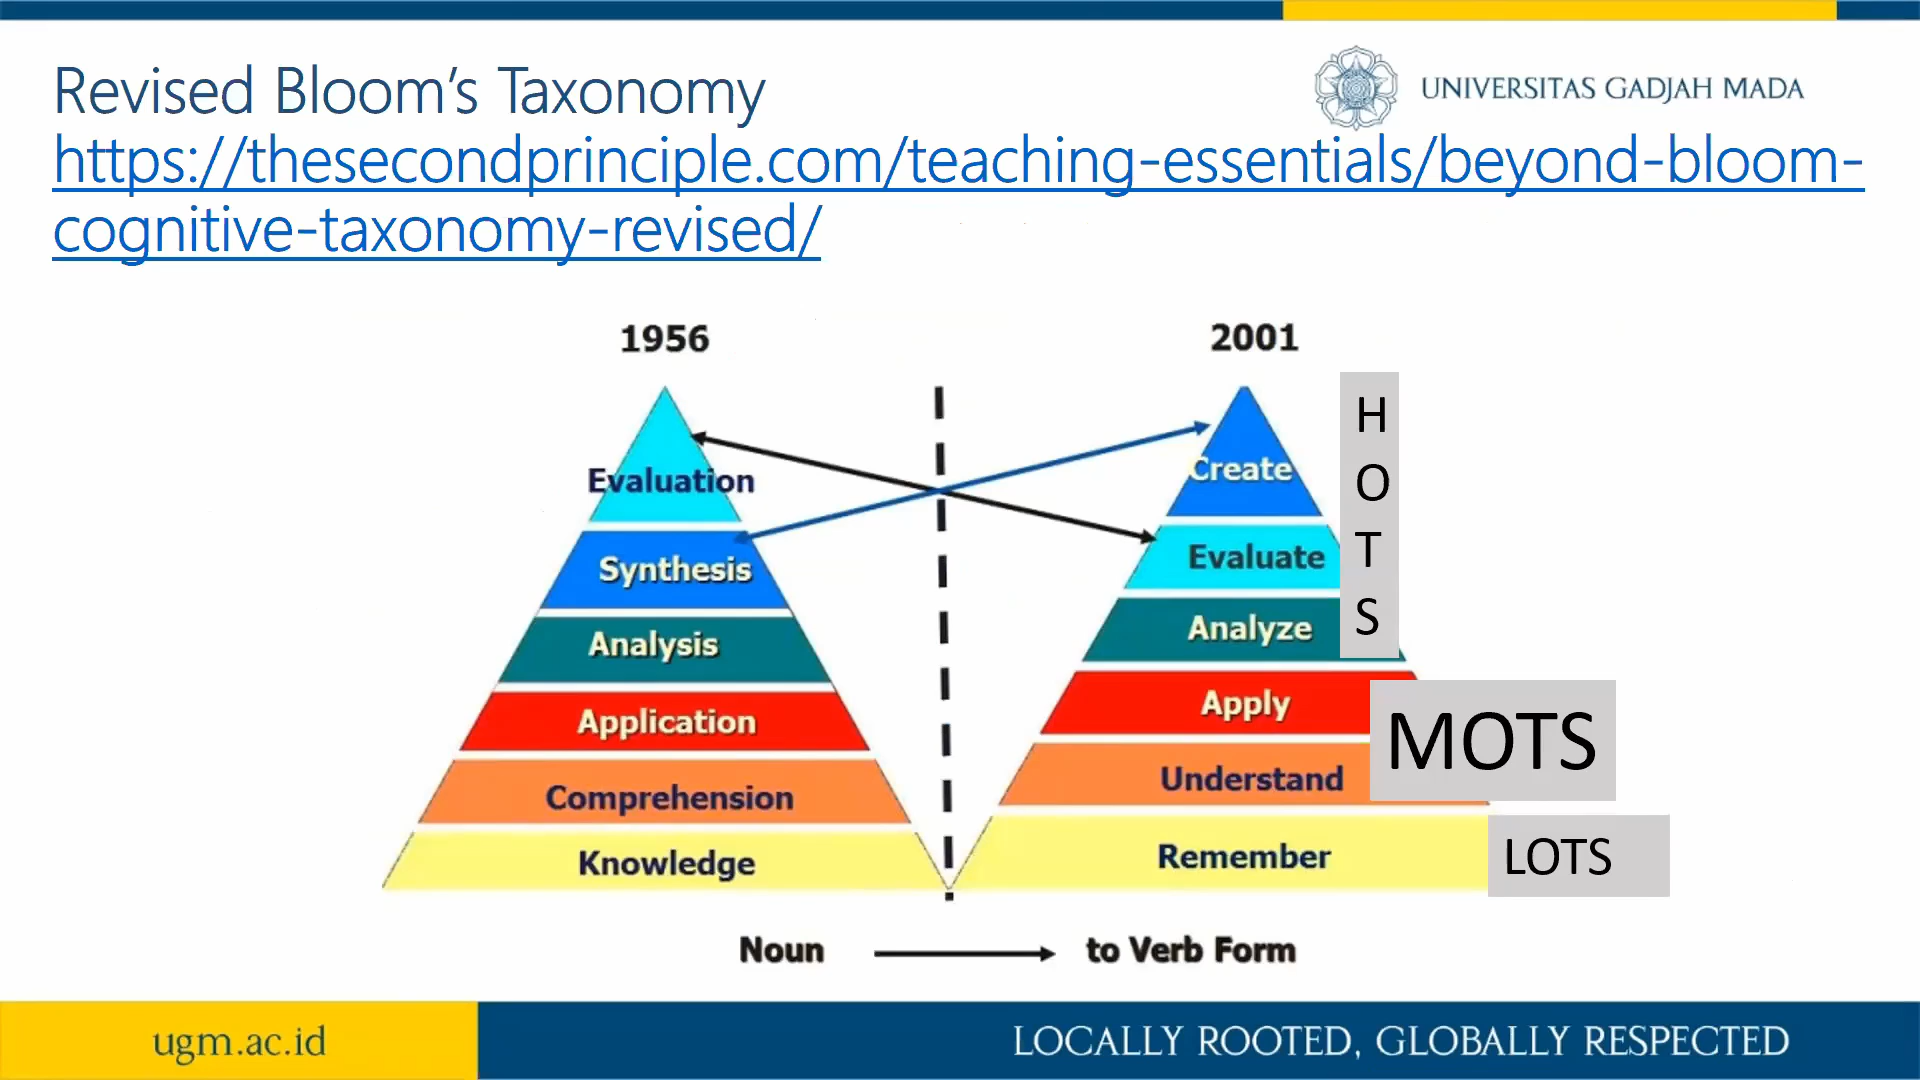 Revised Bloom's Taxonomy
UNIVERSITAS GADJAH MADA
https://thesecondprinciple.com/teaching-essentials/beyond-bloom-
cognitive-taxonomy-revised/
1956
2001
Evaluation
Synthesis
Analysis
Application
Comprehension
Knowledge
Create
Evaluate
Analyze
Apply
Understand
Remember
H
O
T
S
MOTS
LOTS
Noun
to Verb Form
ugm.ac.id
LOCALLY ROOTED, GLOBALLY RESPECTED